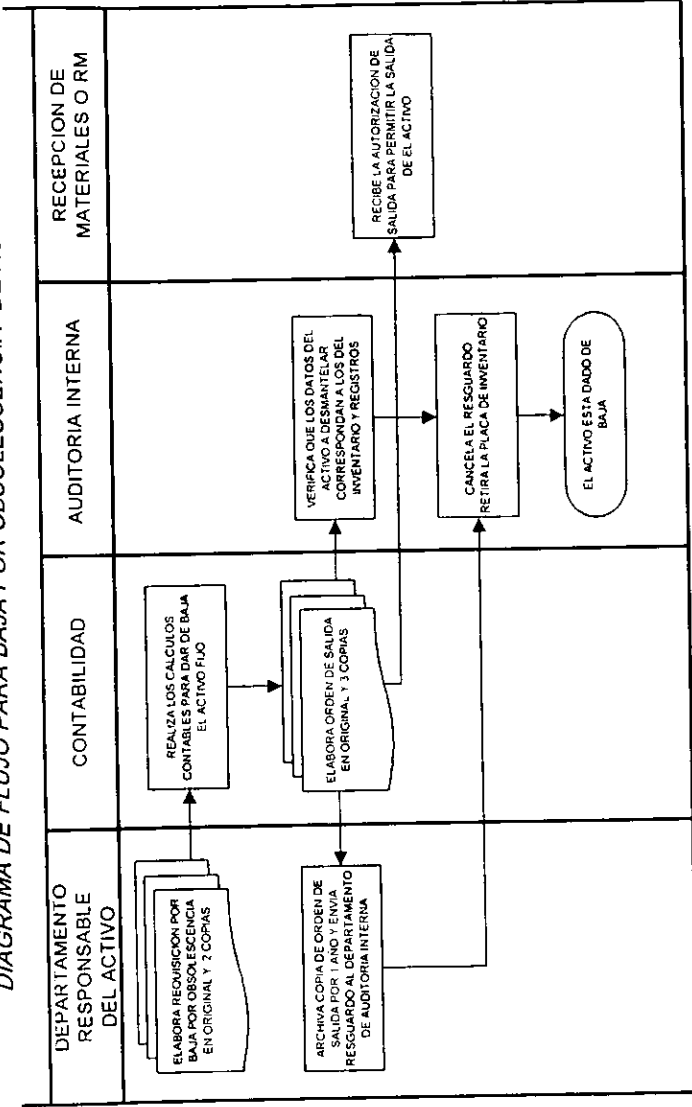 DIAGRAMA DE FLUJO PARA BAJA POR OBSOLESCENCIA DE
DEPARTAMENTO
RESPONSABLE
DEL ACTIVO
CONTABILIDAD
AUDITORIA INTERNA
RECEPCION DE
MATERIALES O RM
ELABORA REQUISICION POR
BAJA POR OBSOLESCENCIA
EN ORIGINAL Y 2 COPIAS
REALIZA LOS CALCULOS
CONTABLES PARA DAR DE BAJA
EL ACTIVO FIJO
ELABORA ORDEN DE SALIDA
EN ORIGINAL Y 3 COPIAS
ARCHIVA COPIA DE ORDEN DE
SALIDA POR 1 AÑO Y ENVIA
RESGUARDO AL DEPARTAMENTO
DE AUDITORIA INTERNA
VERIFICA QUE LOS DATOS DEL
ACTIVO A DESMANTELAR
CORRESPONDAN A LOS DEL
INVENTARIO Y REGISTROS
RECIBE LA AUTORIZACION DE
SALIDA PARA PERMITIR LA SALIDA
DE EL ACTIVO
CANCELA EL RESGUARDO
RETIRA LA PLACA DE INVENTARIO
EL ACTIVO ESTA DADO DE
BAJA